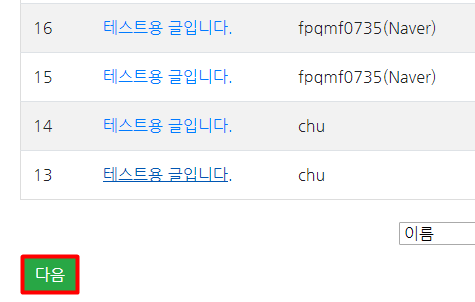 16 테스트용 글입니다. fpqmf0735(Naver)
15 테스트용 글입니다. fpqmf0735(Naver)
14 테스트용 글입니다. chu
13 테스트용 글입니다. chu
이름
다음